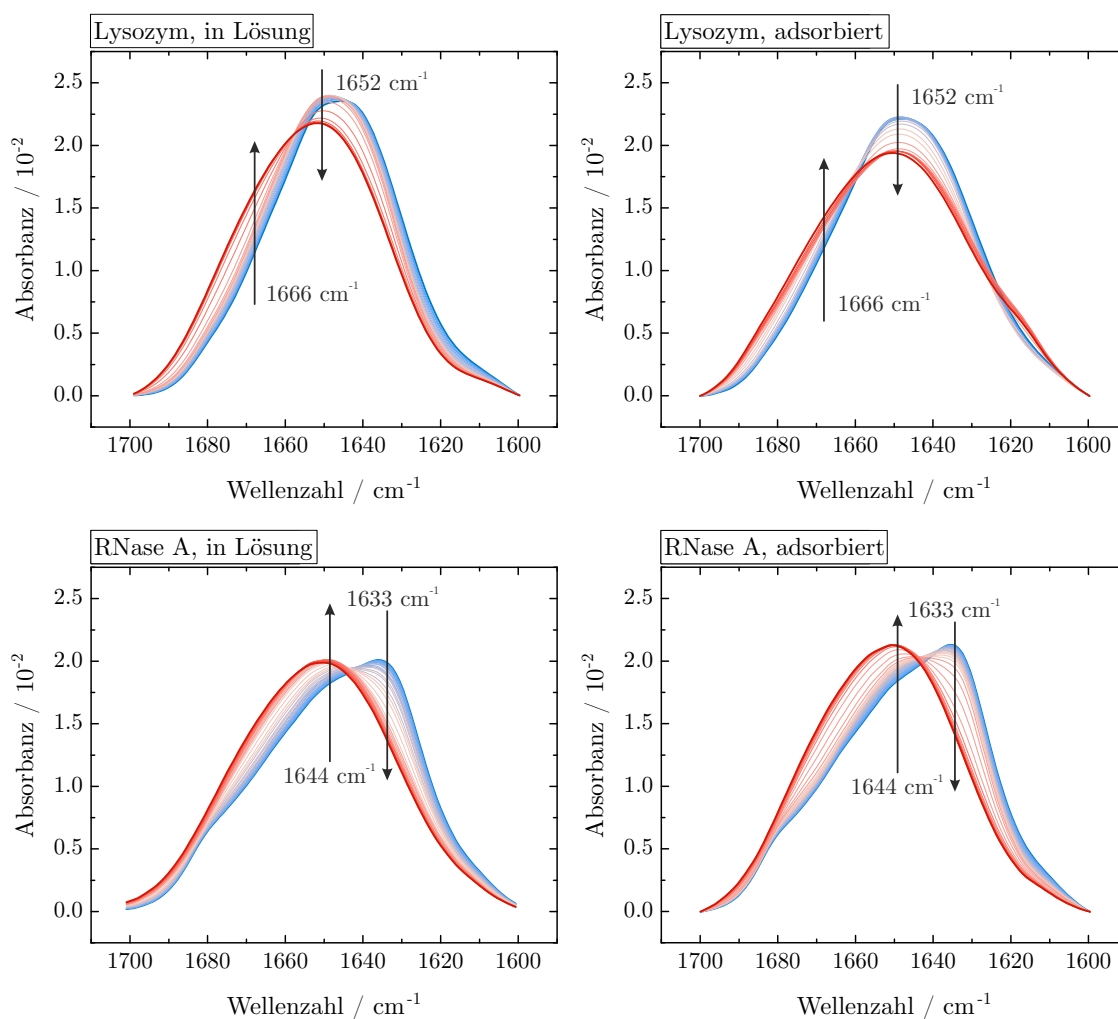 Lysozym, in Lösung
Absorbanz / 10⁻²
2.5
2.0
1.5
1.0
0.5
0.0
1652 cm⁻¹
1666 cm⁻¹
1700 1680 1660 1640 1620 1600
Wellenzahl / cm⁻¹
Lysozym, adsorbiert
Absorbanz / 10⁻²
2.5
2.0
1.5
1.0
0.5
0.0
1652 cm⁻¹
1666 cm⁻¹
1700 1680 1660 1640 1620 1600
Wellenzahl / cm⁻¹
RNase A, in Lösung
Absorbanz / 10⁻²
2.5
2.0
1.5
1.0
0.5
0.0
1633 cm⁻¹
1644 cm⁻¹
1700 1680 1660 1640 1620 1600
Wellenzahl / cm⁻¹
RNase A, adsorbiert
Absorbanz / 10⁻²
2.5
2.0
1.5
1.0
0.5
0.0
1633 cm⁻¹
1644 cm⁻¹
1700 1680 1660 1640 1620 1600
Wellenzahl / cm⁻¹